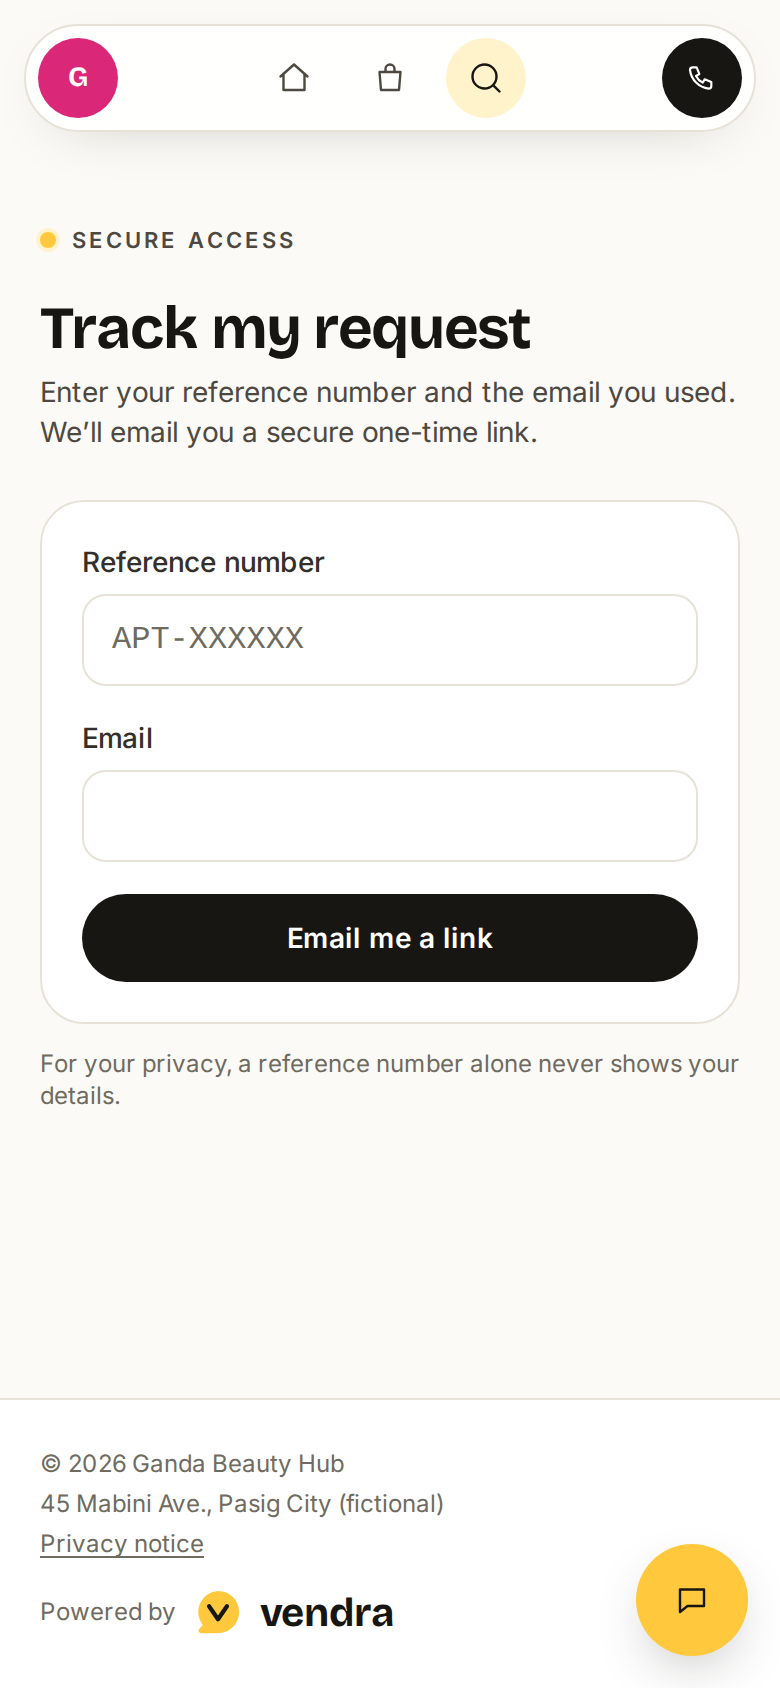 G
SECURE ACCESS
Track my request
Enter your reference number and the email you used.
We’ll email you a secure one-time link.
Reference number
APT-XXXXXX
Email
Email me a link
For your privacy, a reference number alone never shows your
details.
© 2026 Ganda Beauty Hub
45 Mabini Ave., Pasig City (fictional)
Privacy notice
Powered by vendra